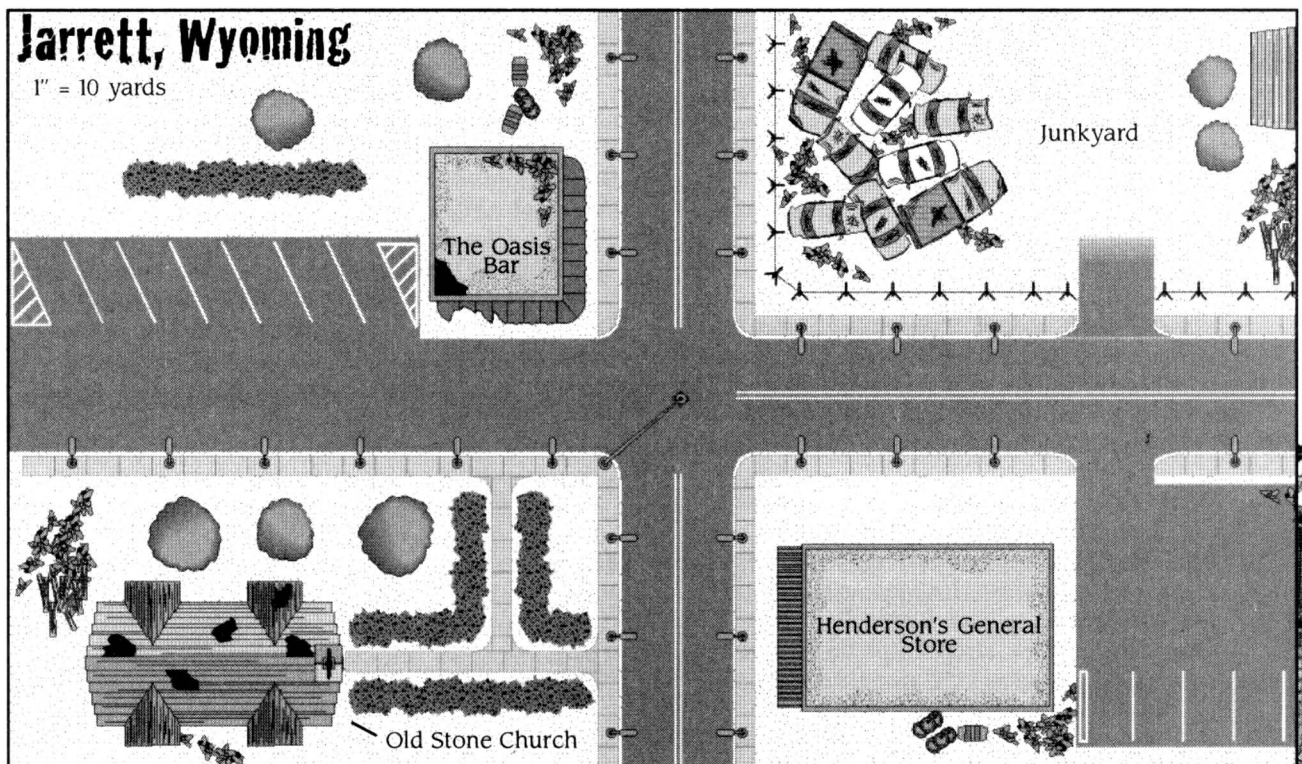 Jarrett, Wyoming
1" = 10 yards
Junkyard
The Oasis
Bar
Henderson's General
Store
Old Stone Church